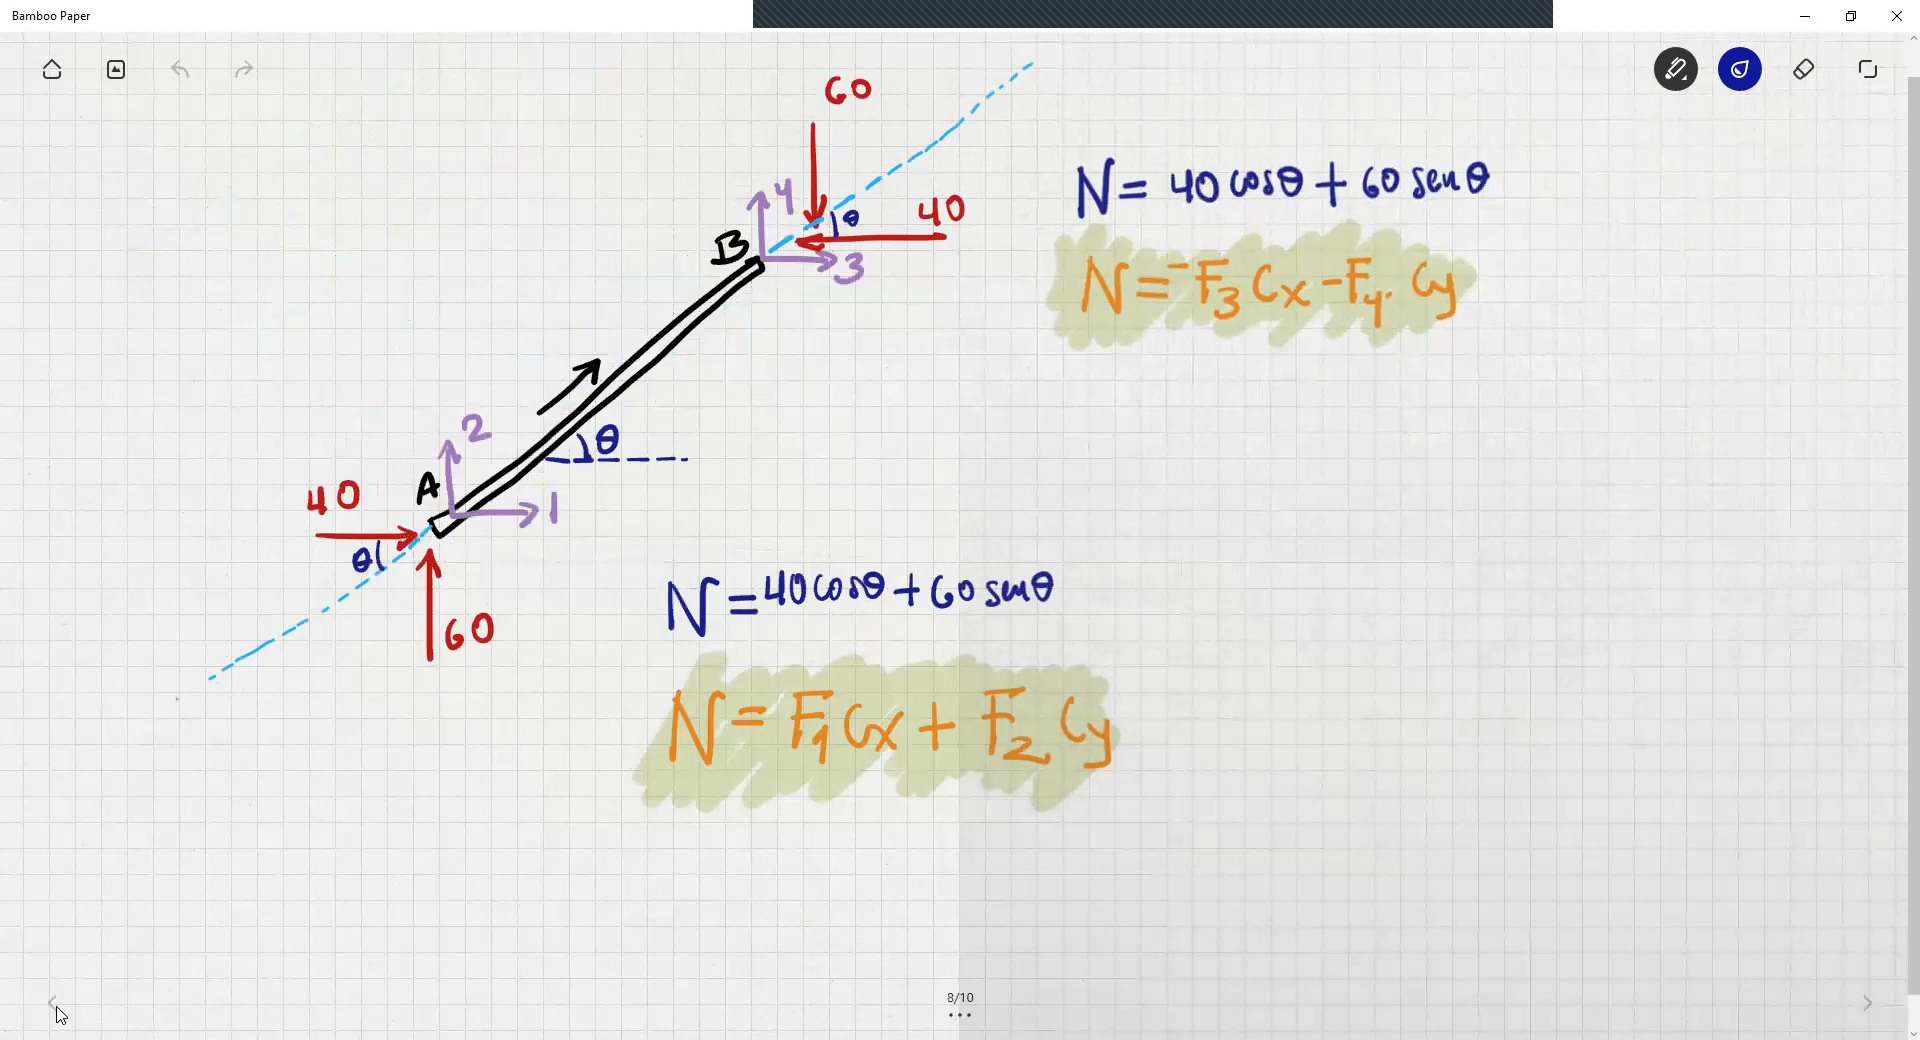 Bamboo Paper
60
4
θ
40
B
3
N = 40 cosθ + 60 senθ
N = -F₃ Cx - F₄ Cy
2
θ
A
40
1
θ
60
N = 40 cosθ + 60 senθ
N = F₁ Cx + F₂ Cy
8/10